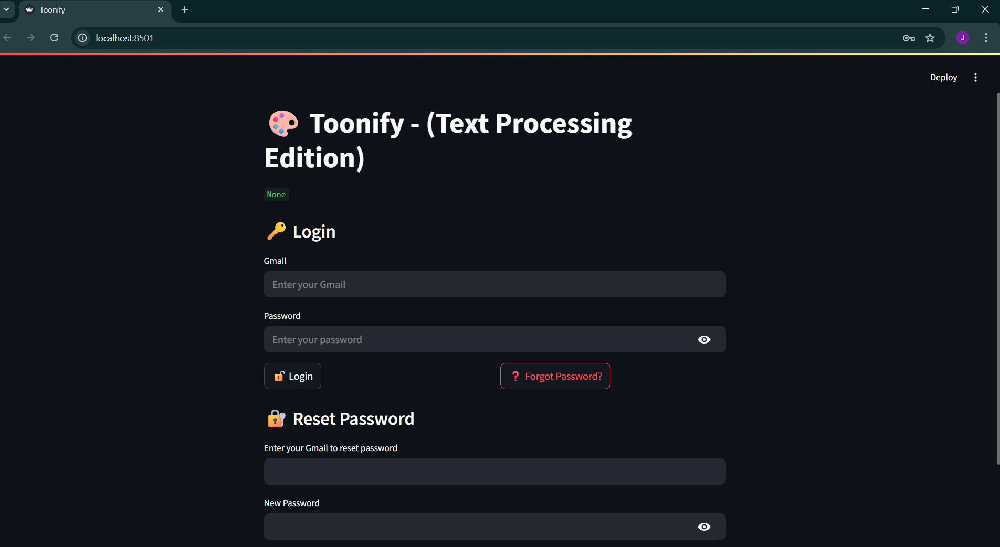 Toonify
localhost:8501
J
Deploy
Toonify - (Text Processing
Edition)
None
Login
Gmail
Enter your Gmail
Password
Enter your password
Login
Forgot Password?
Reset Password
Enter your Gmail to reset password
New Password